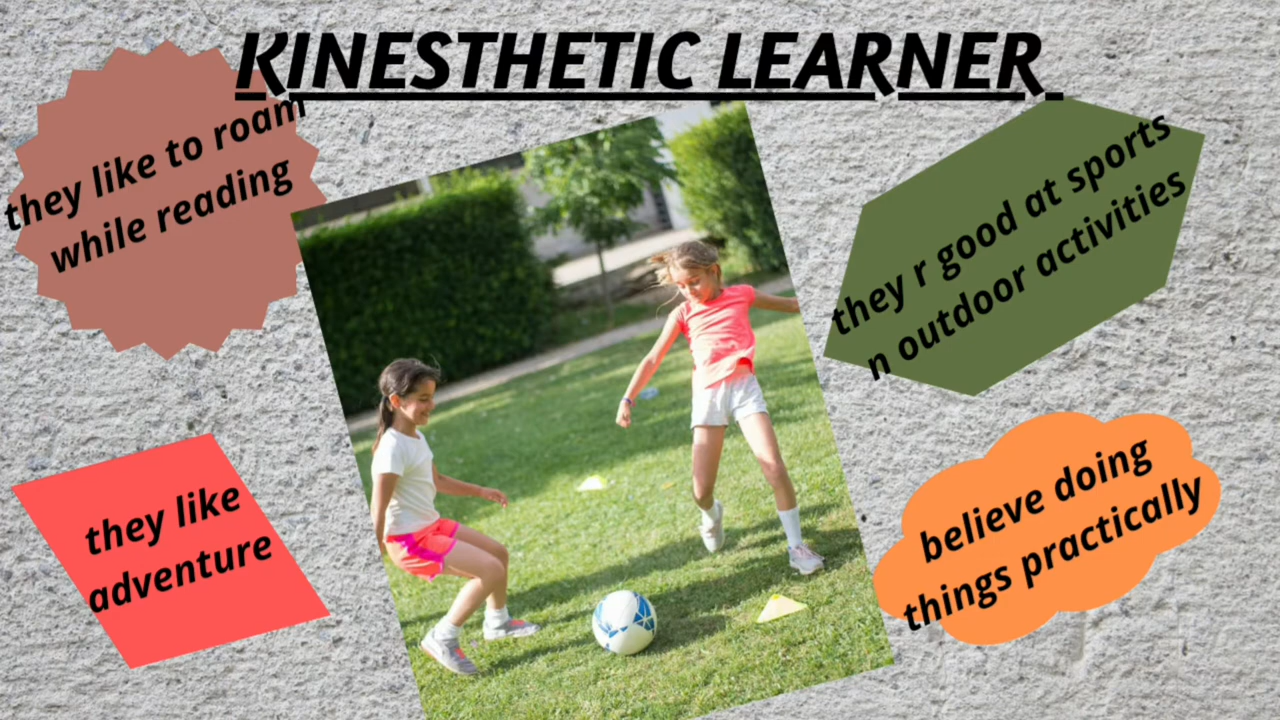 KINESTHETIC LEARNER
they like to roam
while reading
they r good at sports
n outdoor activities
they like
adventure
believe doing
things practically